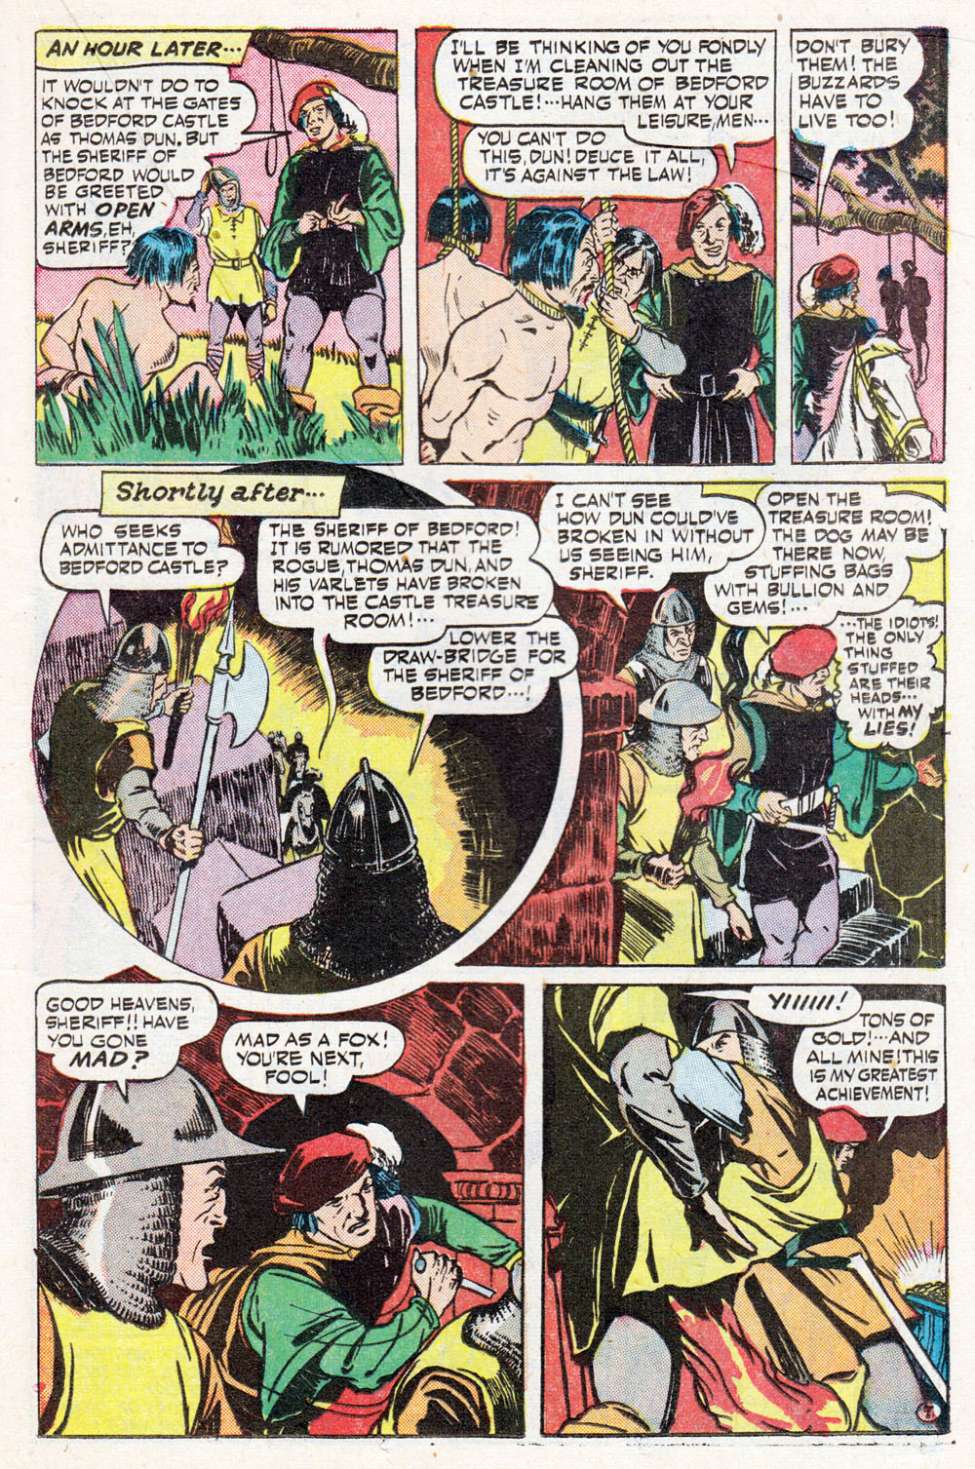 AN HOUR LATER...
IT WOULDN'T DO TO
KNOCK AT THE GATES
OF BEDFORD CASTLE
AS THOMAS DUN. BUT
THE SHERIFF OF
BEDFORD WOULD
BE GREETED
WITH OPEN
ARMS, EH,
SHERIFF?
I'LL BE THINKING OF YOU FONDLY
WHEN I'M CLEANING OUT THE
TREASURE ROOM OF BEDFORD
CASTLE!...HANG THEM AT YOUR
LEISURE, MEN...
YOU CAN'T DO
THIS, DUN! DEUCE IT ALL,
IT'S AGAINST THE LAW!
DON'T BURY
THEM! THE
BUZZARDS
HAVE TO
LIVE TOO!
Shortly after...
WHO SEEKS
ADMITTANCE TO
BEDFORD CASTLE?
THE SHERIFF OF BEDFORD!
IT IS RUMORED THAT THE
ROGUE, THOMAS DUN, AND
HIS VARLETS HAVE BROKEN
INTO THE CASTLE TREASURE
ROOM!...
LOWER THE
DRAW-BRIDGE FOR
THE SHERIFF OF
BEDFORD...!
I CAN'T SEE
HOW DUN COULD'VE
BROKEN IN WITHOUT
US SEEING HIM,
SHERIFF.
OPEN THE
TREASURE ROOM!
THE DOG MAY BE
THERE NOW,
STUFFING BAGS
WITH BULLION AND
GEMS!...
...THE IDIOTS!
THE ONLY
THING
STUFFED
ARE THEIR
HEADS...
WITH MY
LIES!
GOOD HEAVENS,
SHERIFF!! HAVE
YOU GONE
MAD?
MAD AS A FOX!
YOU'RE NEXT,
FOOL!
YIIIIII!
TONS OF
GOLD!...AND
ALL MINE! THIS
IS MY GREATEST
ACHIEVEMENT!
7